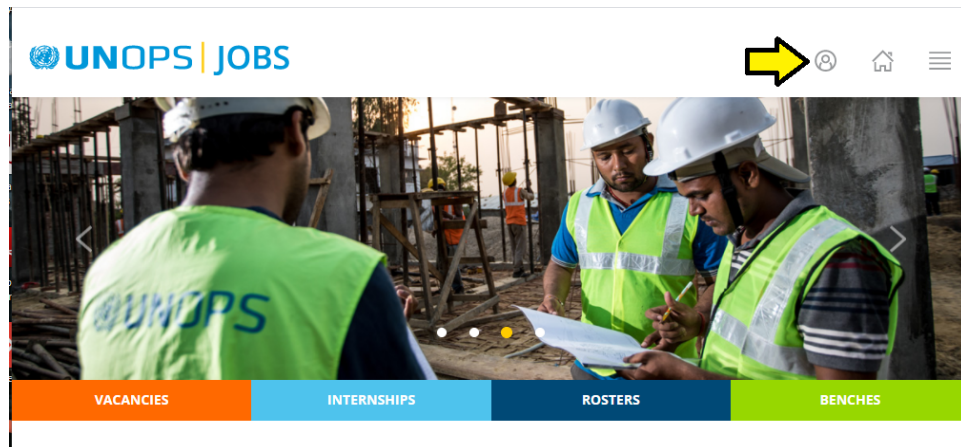 UNOPS | JOBS
UNOPS
VACANCIES INTERNSHIPS ROSTERS BENCHES